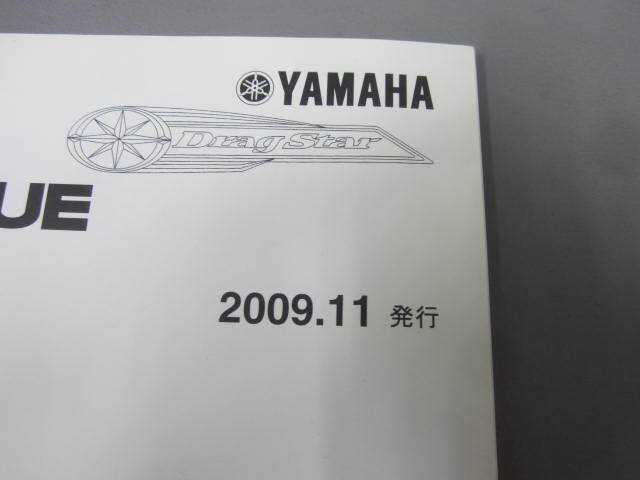 YAMAHA
Drag Star
UE
2009.11 発行